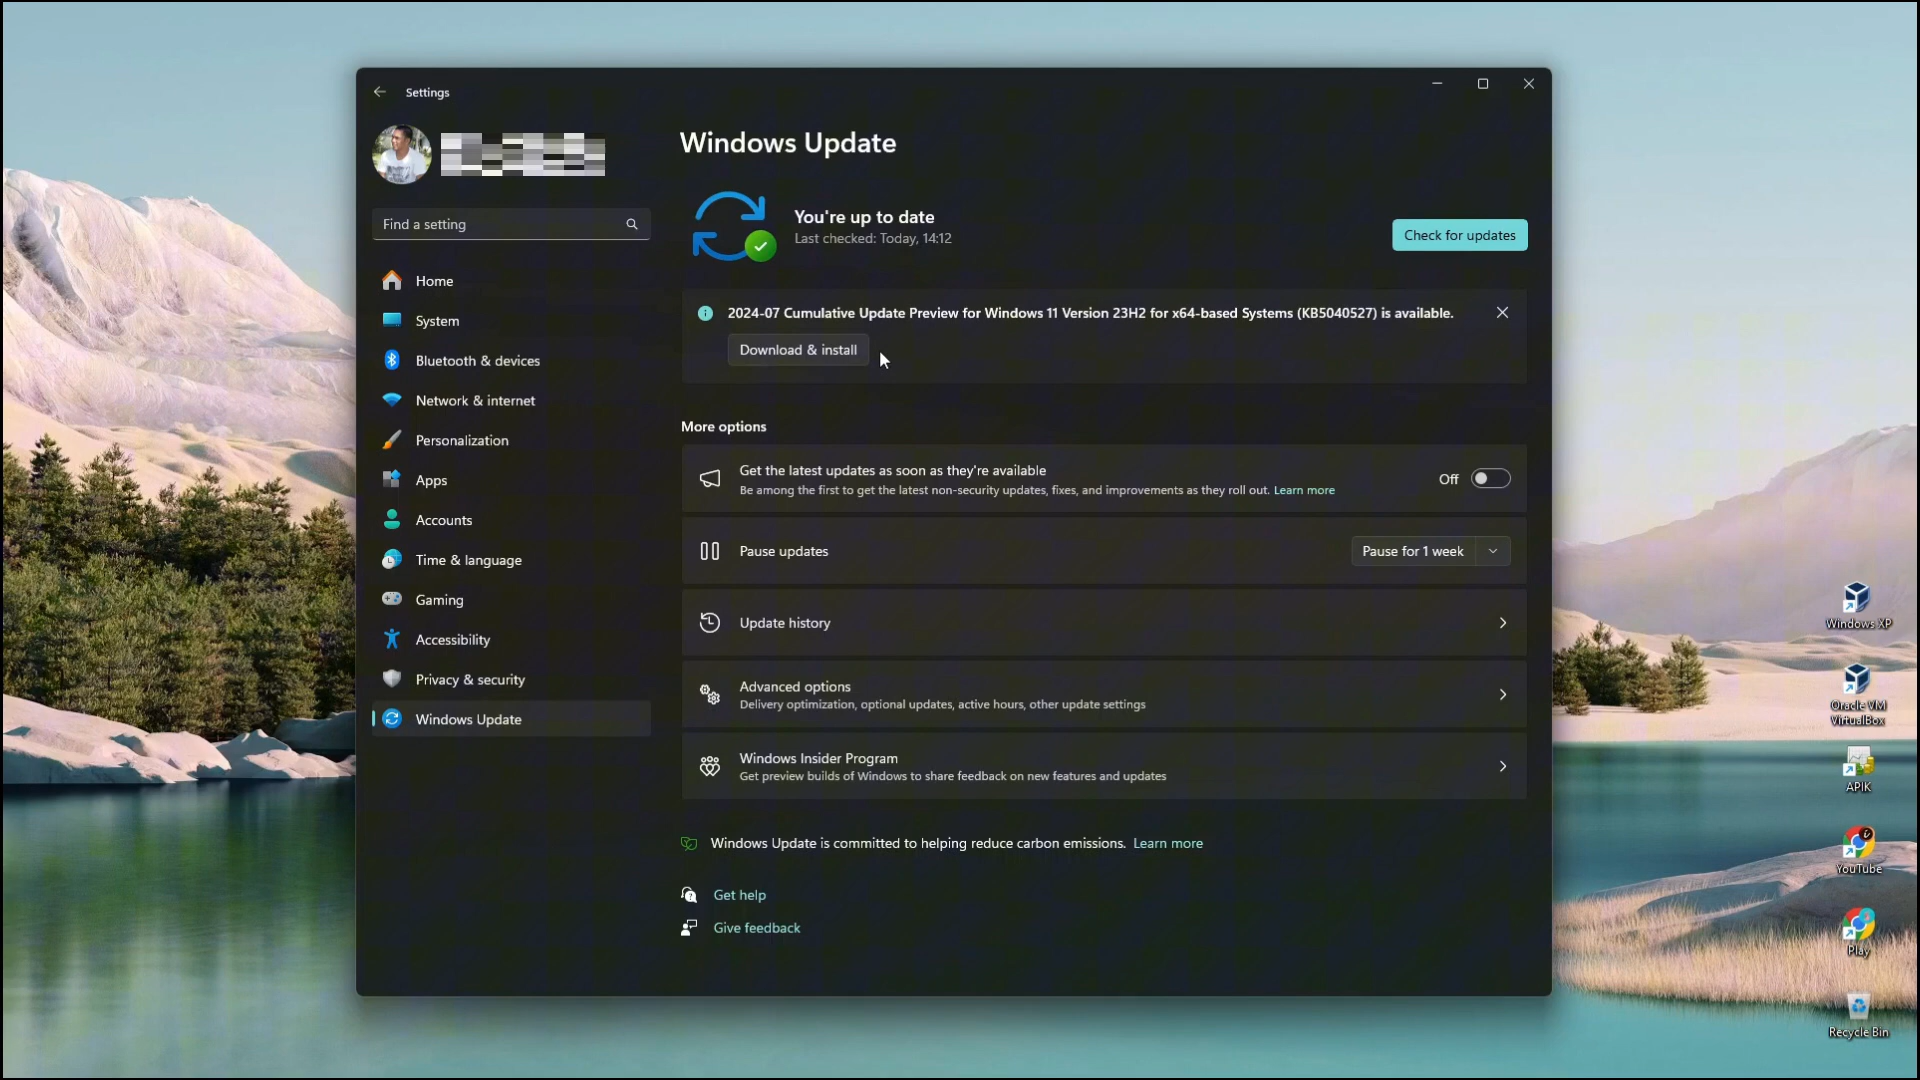 Settings
Find a setting
Home
System
Bluetooth & devices
Network & internet
Personalization
Apps
Accounts
Time & language
Gaming
Accessibility
Privacy & security
Windows Update
Windows Update
You're up to date
Last checked: Today, 14:12
Check for updates
2024-07 Cumulative Update Preview for Windows 11 Version 23H2 for x64-based Systems (KB5040527) is available.
Download & install
More options
Get the latest updates as soon as they're available
Be among the first to get the latest non-security updates, fixes, and improvements as they roll out. Learn more
Off
Pause updates
Pause for 1 week
Update history
Advanced options
Delivery optimization, optional updates, active hours, other update settings
Windows Insider Program
Get preview builds of Windows to share feedback on new features and updates
Windows Update is committed to helping reduce carbon emissions. Learn more
Get help
Give feedback
Windows XP
Oracle VM
VirtualBox
APIK
YouTube
Play
Recycle Bin